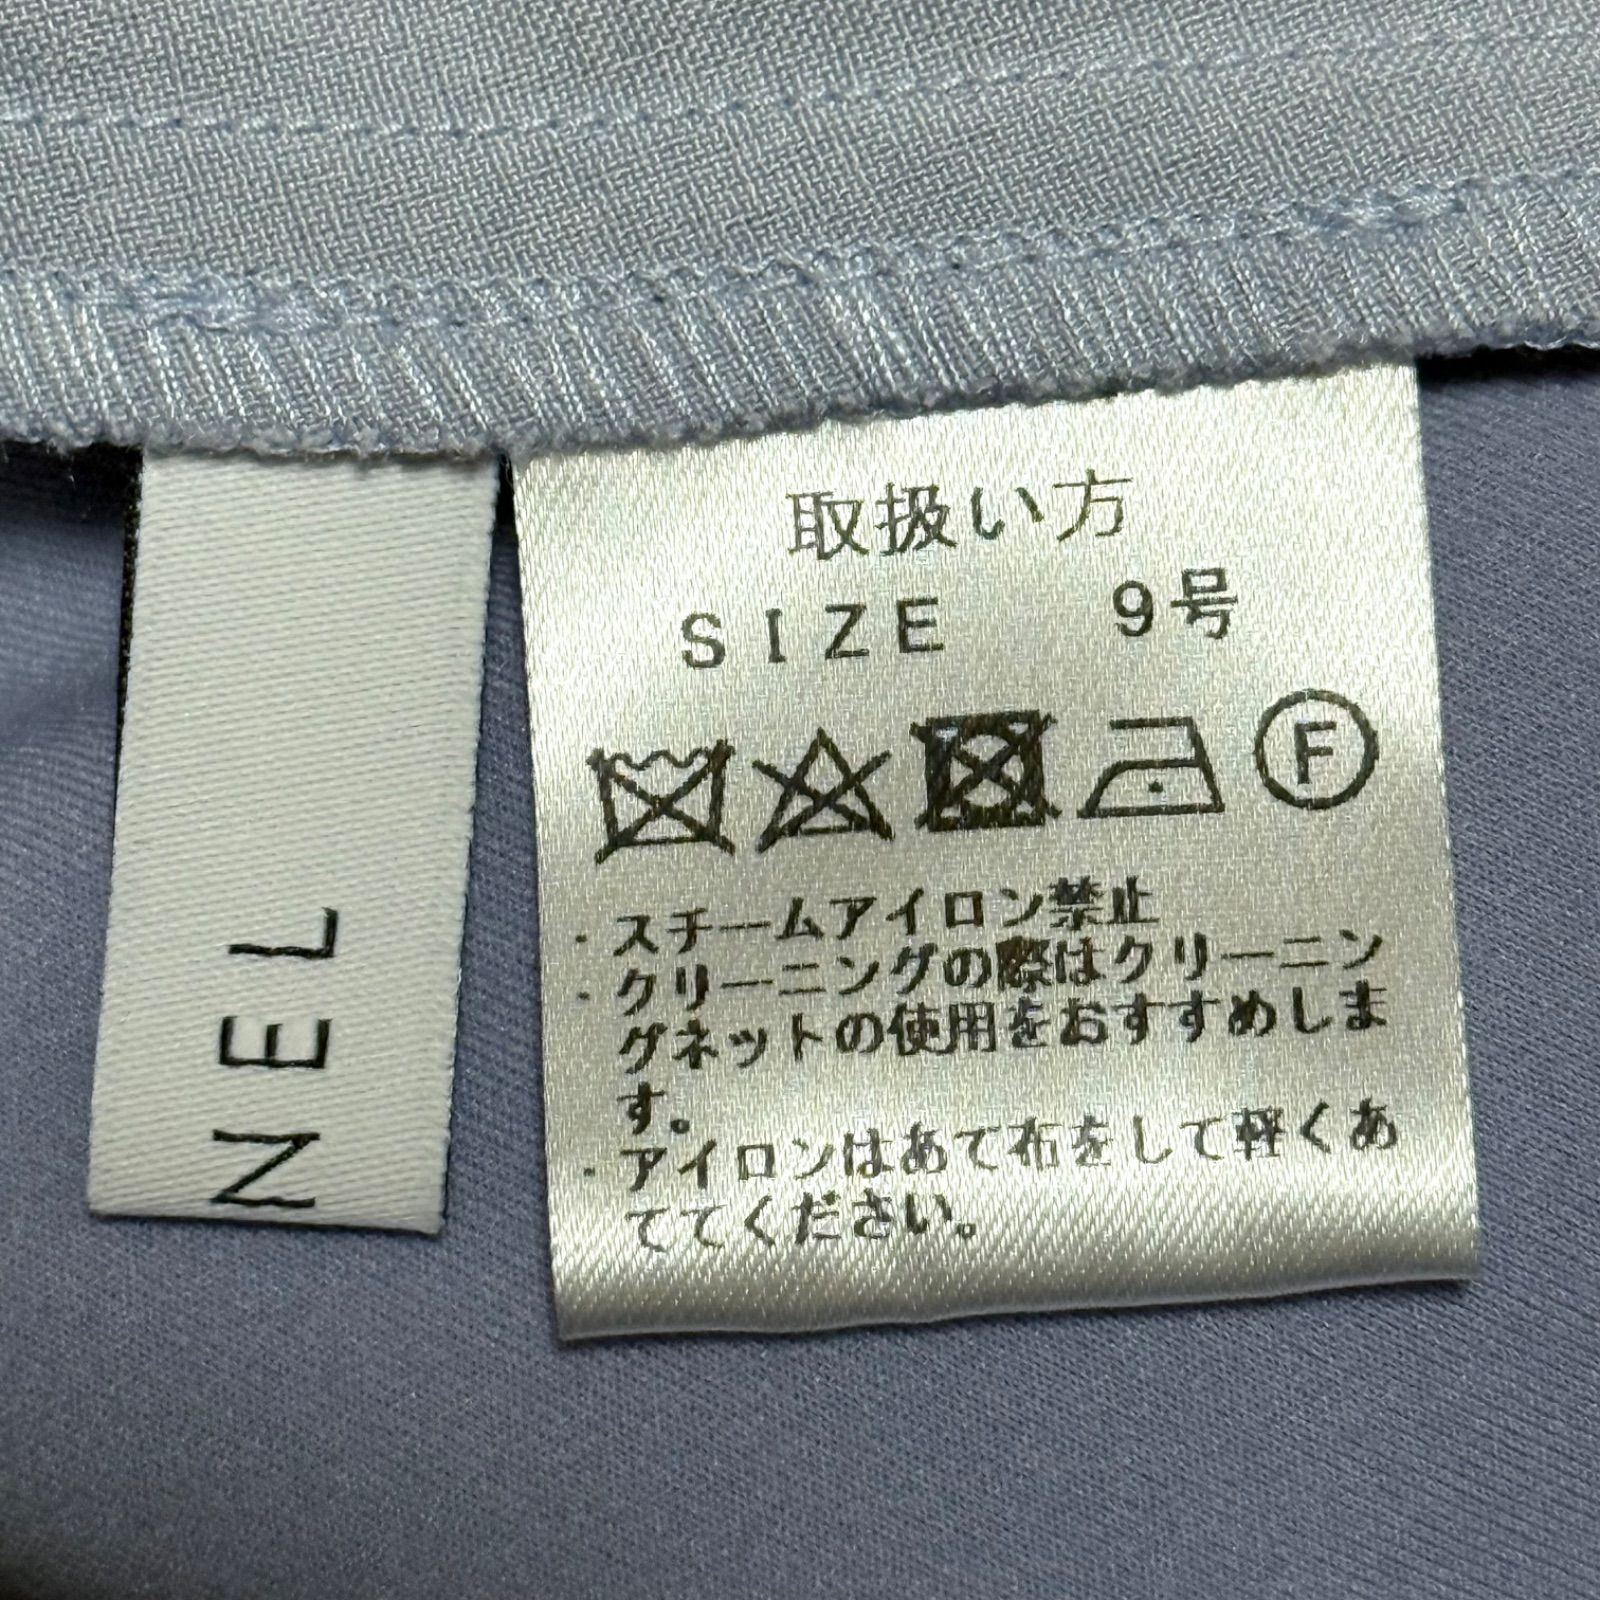 NEL
取扱い方
SIZE 9号
F
・スチームアイロン禁止
・クリーニングの際はクリーニン
グネットの使用をおすすめしま
す。
・アイロンはあて布をして軽くあ
ててください。